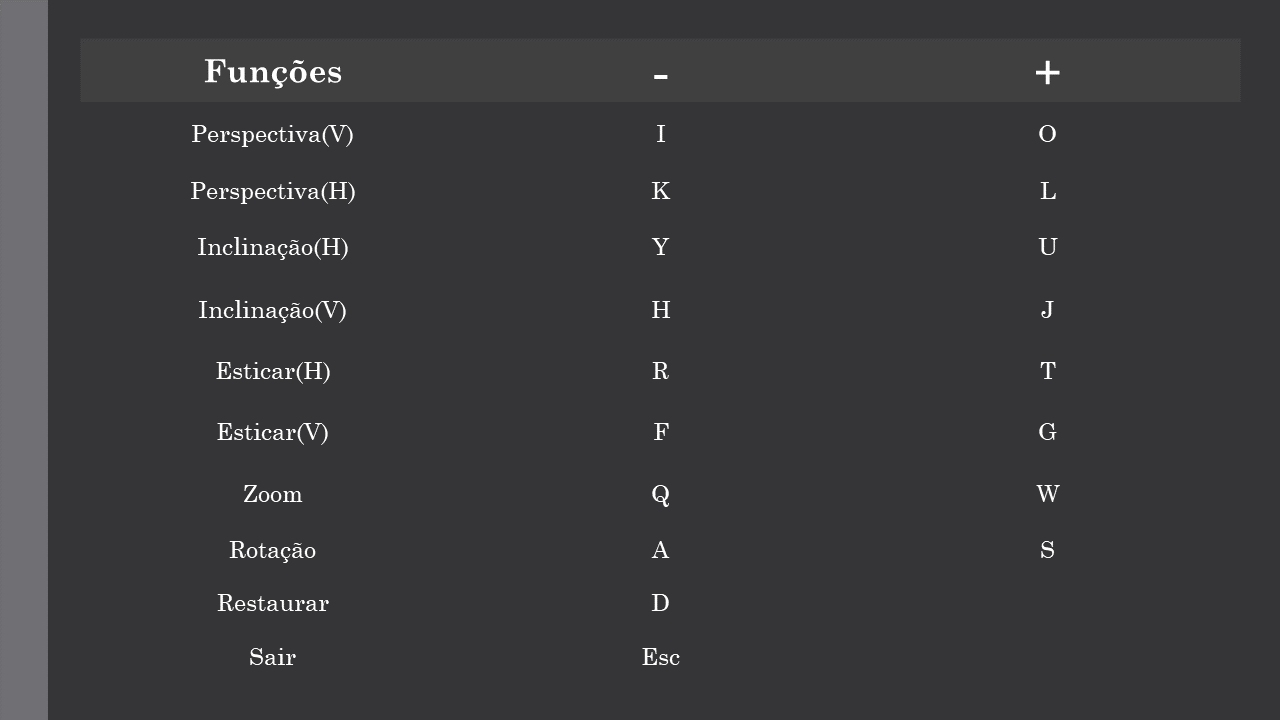 Funções - +
Perspectiva(V) I O
Perspectiva(H) K L
Inclinação(H) Y U
Inclinação(V) H J
Esticar(H) R T
Esticar(V) F G
Zoom Q W
Rotação A S
Restaurar D
Sair Esc